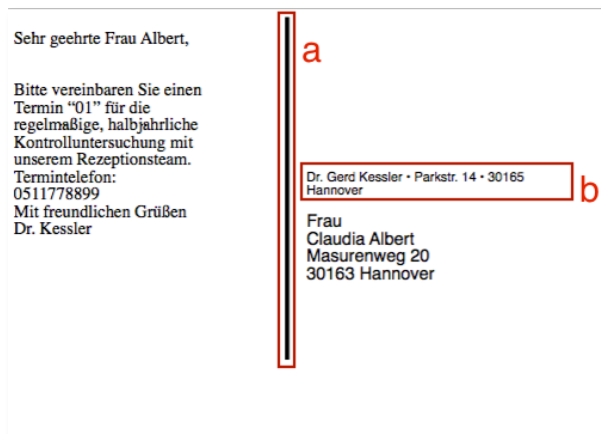 Sehr geehrte Frau Albert,
Bitte vereinbaren Sie einen
Termin “01” für die
regelmaßige, halbjahrliche
Kontrolluntersuchung mit
unserem Rezeptionsteam.
Termintelefon:
0511778899
Mit freundlichen Grüßen
Dr. Kessler
a
Dr. Gerd Kessler • Parkstr. 14 • 30165
Hannover
b
Frau
Claudia Albert
Masurenweg 20
30163 Hannover